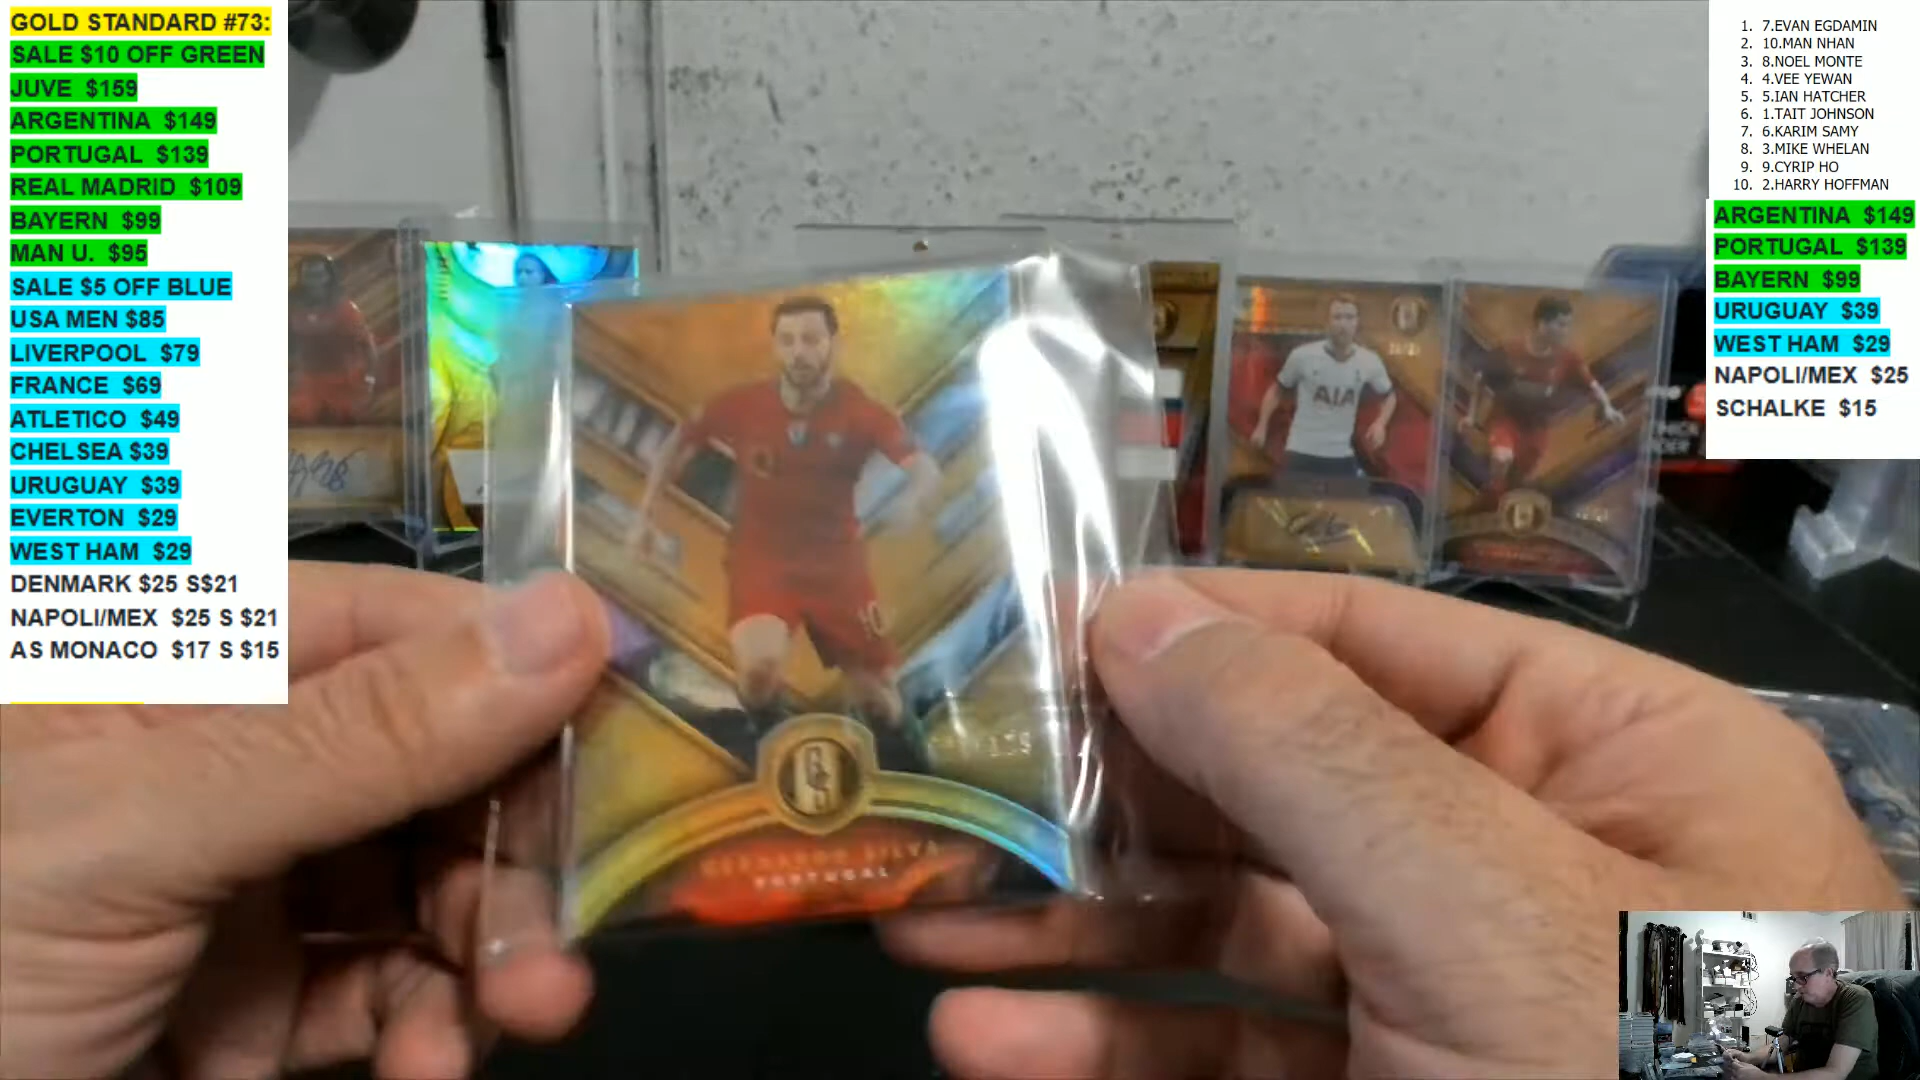 GOLD STANDARD #73:
SALE $10 OFF GREEN
JUVE $159
ARGENTINA $149
PORTUGAL $139
REAL MADRID $109
BAYERN $99
MAN U. $95
SALE $5 OFF BLUE
USA MEN $85
LIVERPOOL $79
FRANCE $69
ATLETICO $49
CHELSEA $39
URUGUAY $39
EVERTON $29
WEST HAM $29
DENMARK $25 S$21
NAPOLI/MEX $25 S $21
AS MONACO $17 S $15
1. 7.EVAN EGDAMIN
2. 10.MAN NHAN
3. 8.NOEL MONTE
4. 4.VEE YEWAN
5. 5.IAN HATCHER
6. 1.TAIT JOHNSON
7. 6.KARIM SAMY
8. 3.MIKE WHELAN
9. 9.CYRIP HO
10. 2.HARRY HOFFMAN
ARGENTINA $149
PORTUGAL $139
BAYERN $99
URUGUAY $39
WEST HAM $29
NAPOLI/MEX $25
SCHALKE $15
AIA
10
BERNARDO SILVA
PORTUGAL